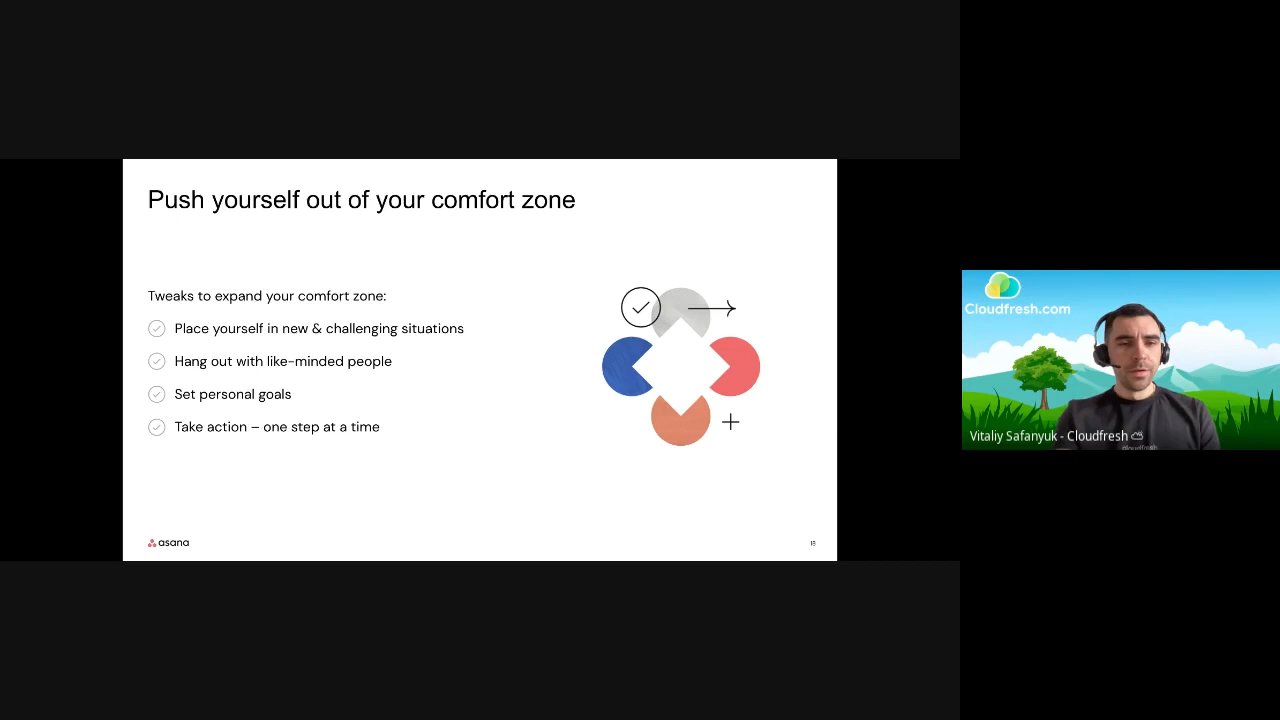 Push yourself out of your comfort zone
Tweaks to expand your comfort zone:
Place yourself in new & challenging situations
Hang out with like-minded people
Set personal goals
Take action – one step at a time
asana
Cloudfresh.com
Vitaliy Safanyuk - Cloudfresh